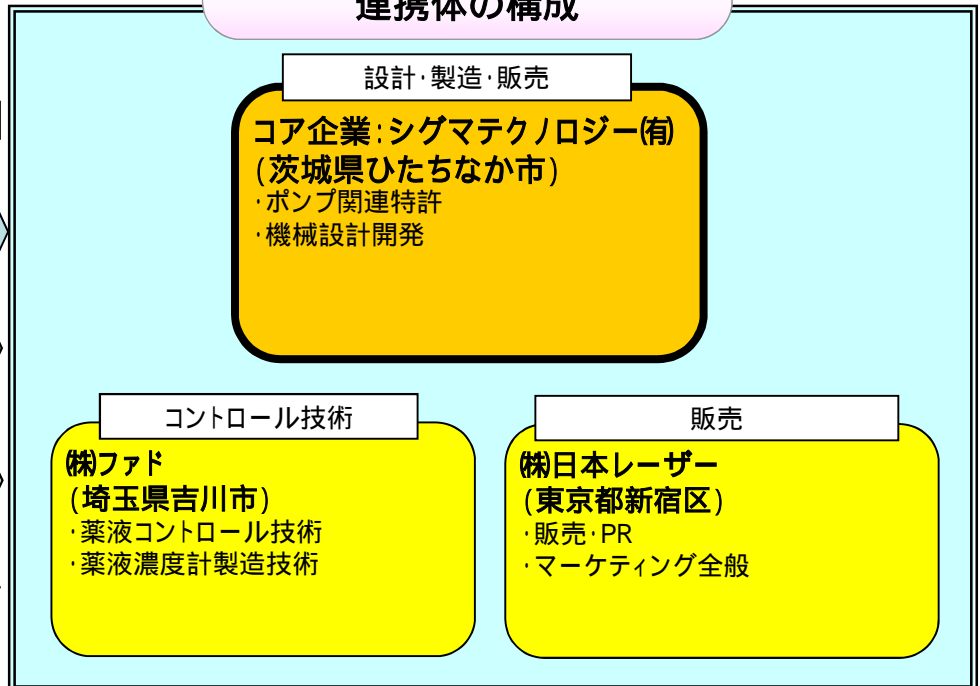 連携体の構成
設計･製造･販売
コア企業:シグマテクノロジー㈲
(茨城県ひたちなか市)
･ポンプ関連特許
･機械設計開発
コントロール技術
㈱ファド
(埼玉県吉川市)
･薬液コントロール技術
･薬液濃度計製造技術
販売
㈱日本レーザー
(東京都新宿区)
･販売･PR
･マーケティング全般